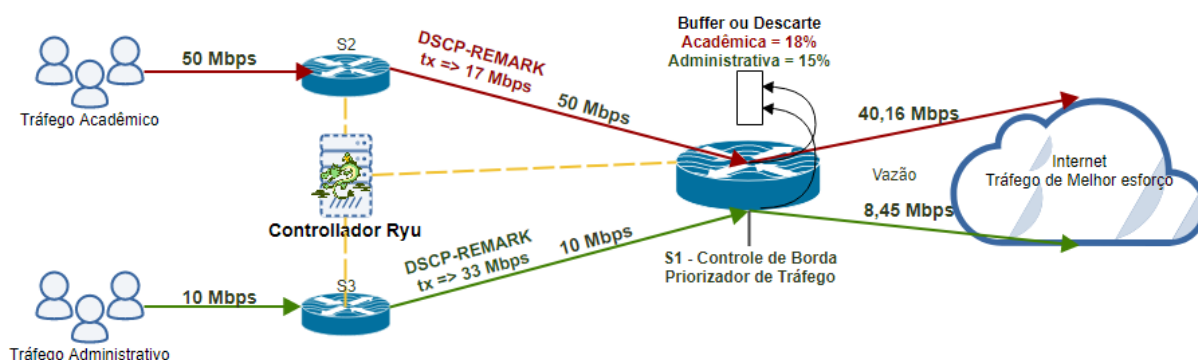 Buffer ou Descarte
Acadêmica = 18%
Administrativa = 15%
S2
50 Mbps
DSCP-REMARK
tx => 17 Mbps
50 Mbps
Tráfego Acadêmico
40,16 Mbps
Internet
Tráfego de Melhor esforço
Vazão
Controllador Ryu
8,45 Mbps
DSCP-REMARK
tx => 33 Mbps
10 Mbps
S1 - Controle de Borda
Priorizador de Tráfego
S3
10 Mbps
Tráfego Administrativo